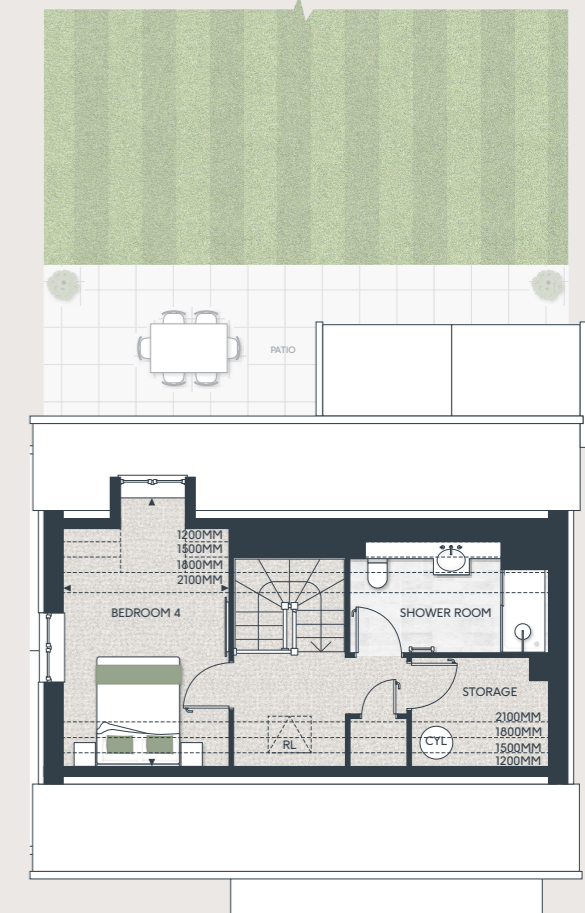 PATIO
1200MM
1500MM
1800MM
2100MM
BEDROOM 4
SHOWER ROOM
STORAGE
2100MM
1800MM
1500MM
1200MM
CYL
RL